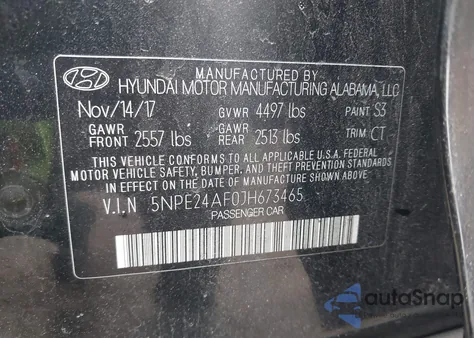 MANUFACTURED BY
HYUNDAI MOTOR MANUFACTURING ALABAMA, LLC
Nov/14/17 GVWR 4497 lbs PAINT S3
GAWR FRONT 2557 lbs GAWR REAR 2513 lbs TRIM CT
THIS VEHICLE CONFORMS TO ALL APPLICABLE U.S.A FEDERAL
MOTOR VEHICLE SAFETY, BUMPER, AND THEFT PREVENTION STANDARDS
IN EFFECT ON THE DATE OF MANUFACTURE SHOWN ABOVE.
V.I.N 5NPE24AF0JH673465
PASSENGER CAR
autoSnap